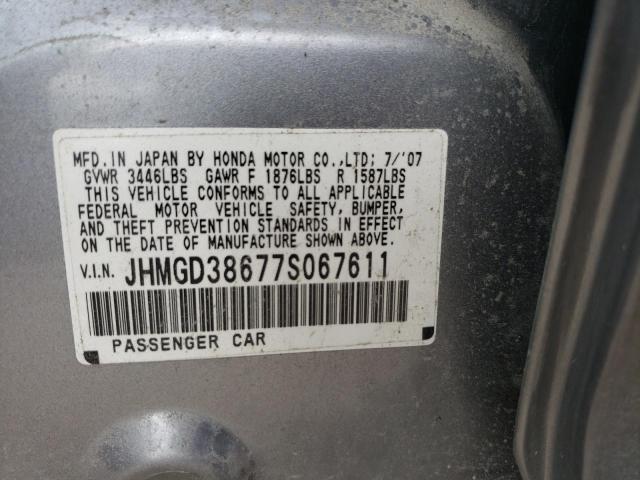 MFD. IN JAPAN BY HONDA MOTOR CO.,LTD; 7/'07
GVWR 3446LBS GAWR F 1876LBS R 1587LBS
THIS VEHICLE CONFORMS TO ALL APPLICABLE
FEDERAL MOTOR VEHICLE SAFETY, BUMPER,
AND THEFT PREVENTION STANDARDS IN EFFECT
ON THE DATE OF MANUFACTURE SHOWN ABOVE.
V.I.N. JHMGD38677S067611
PASSENGER CAR